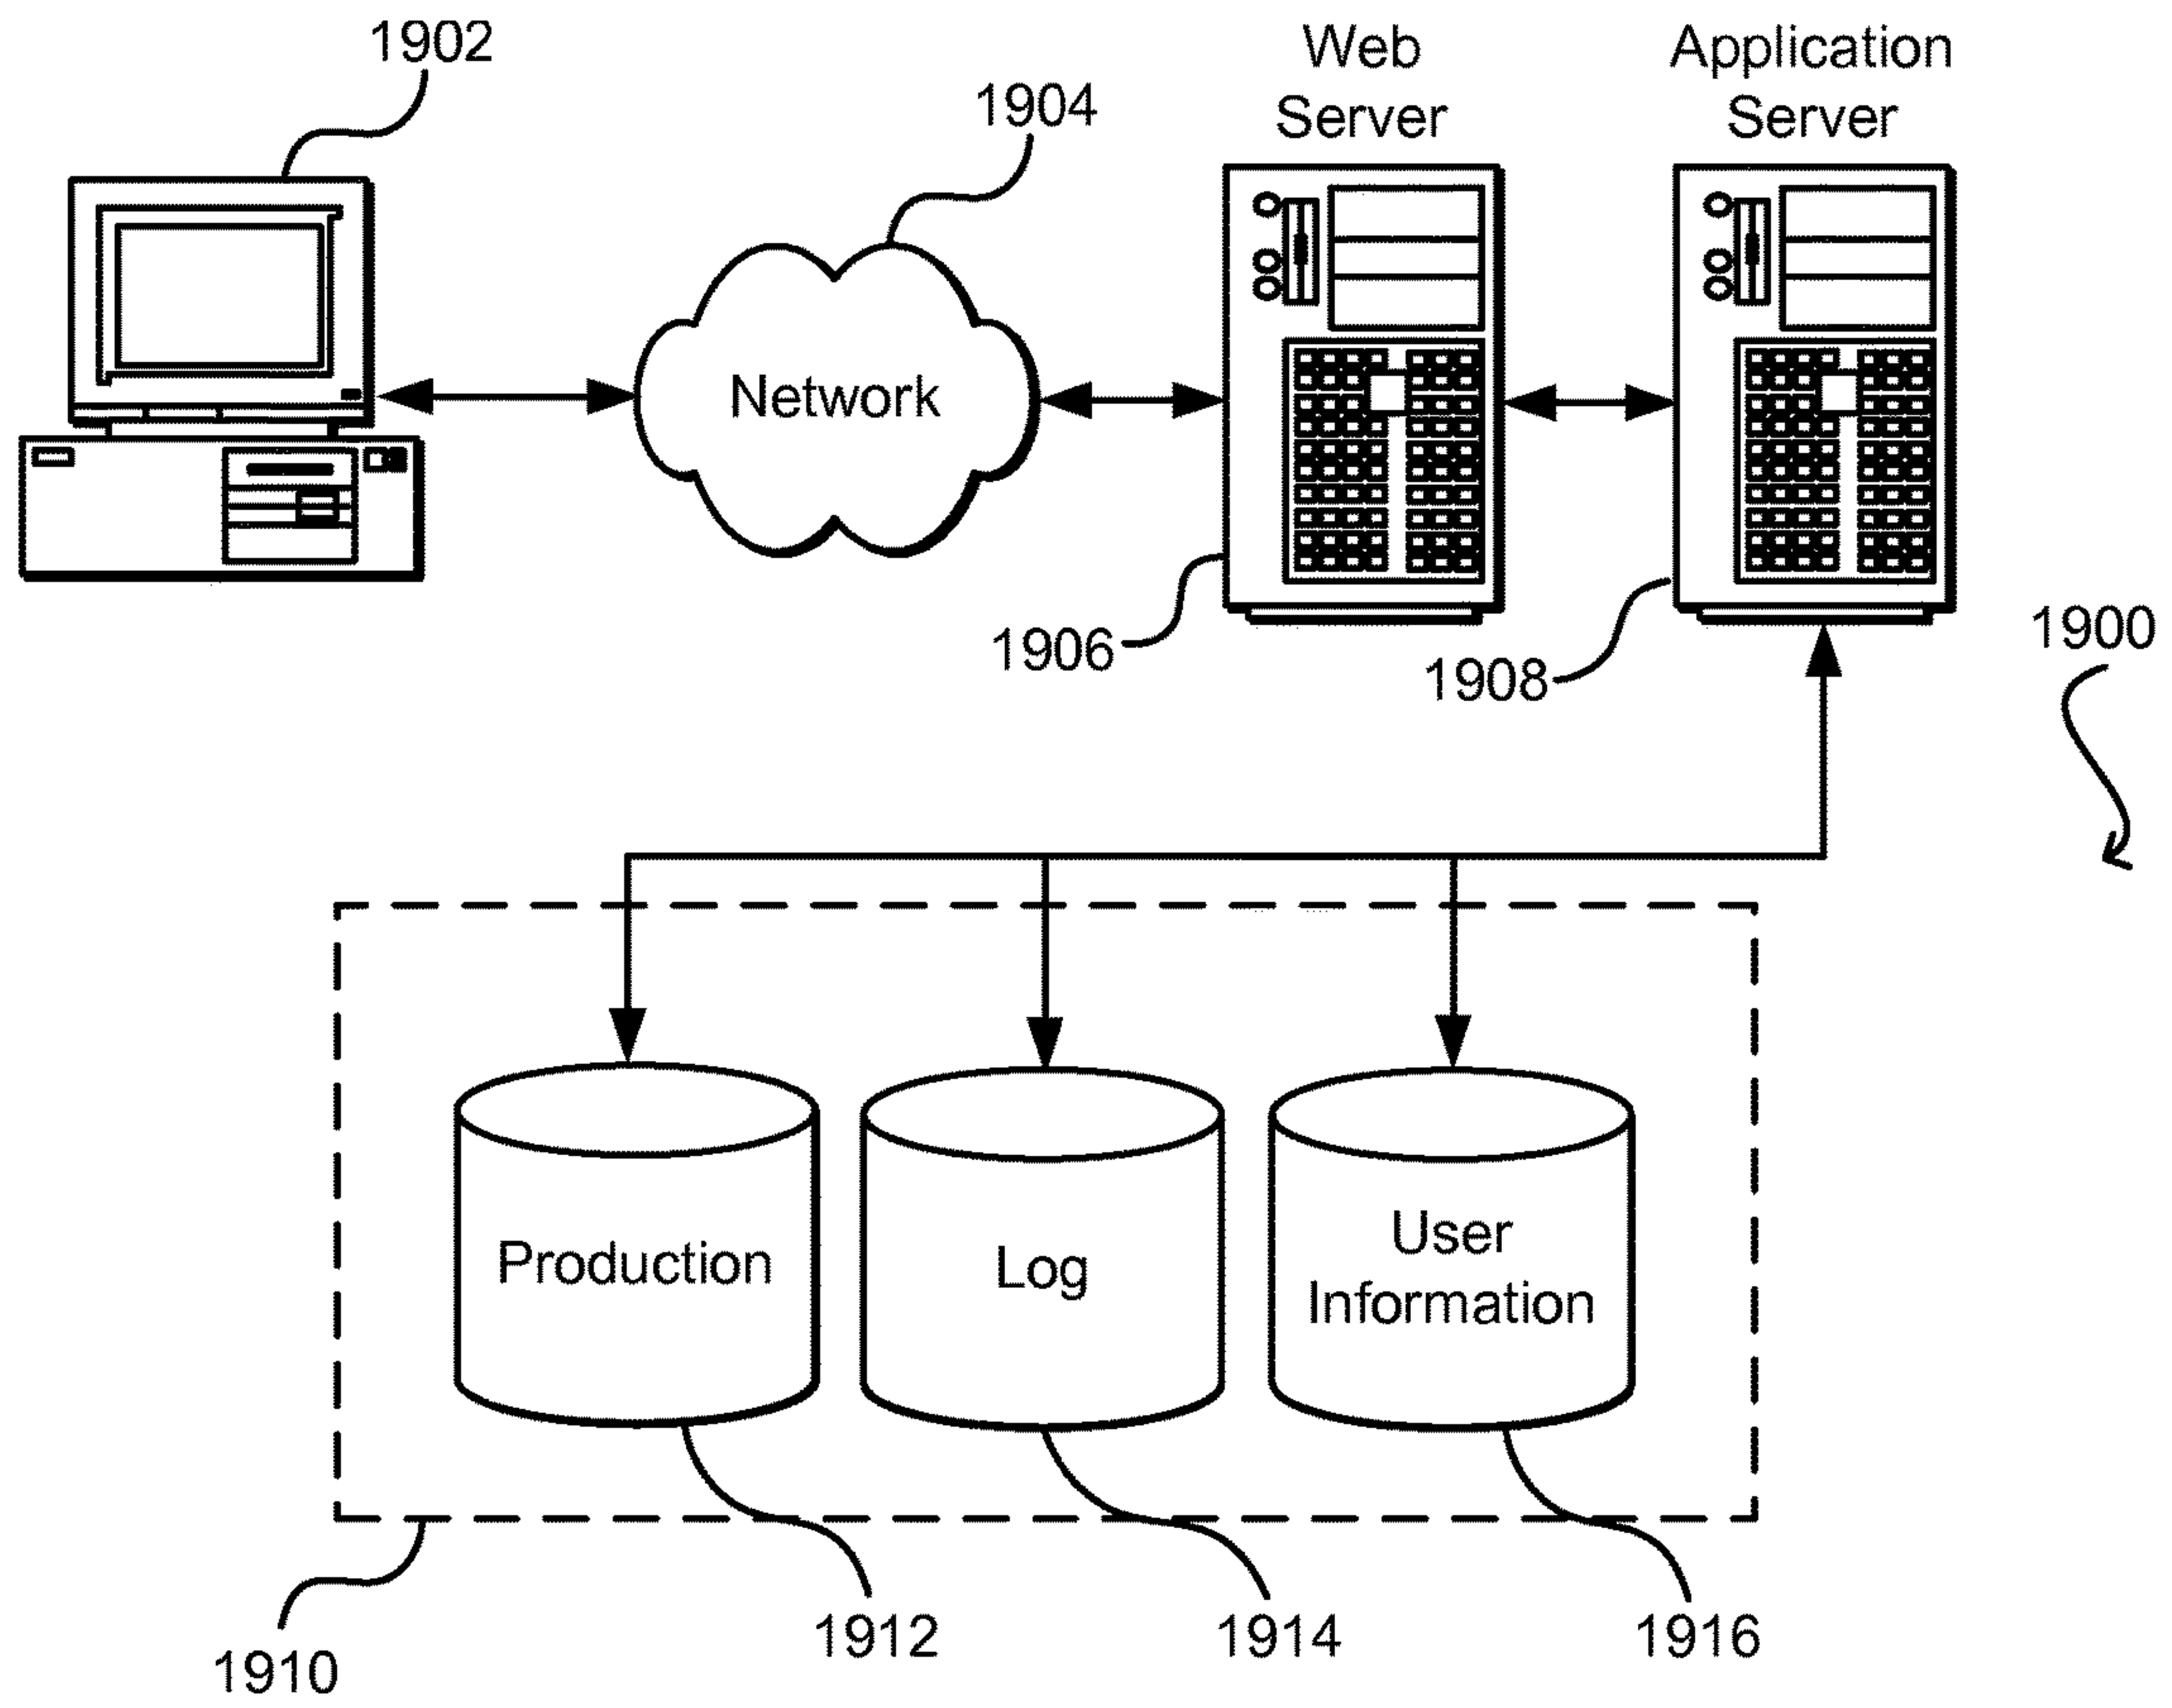 1902
1904
Web
Server
Application
Server
Network
1906
1908
1900
Production
Log
User
Information
1910
1912
1914
1916